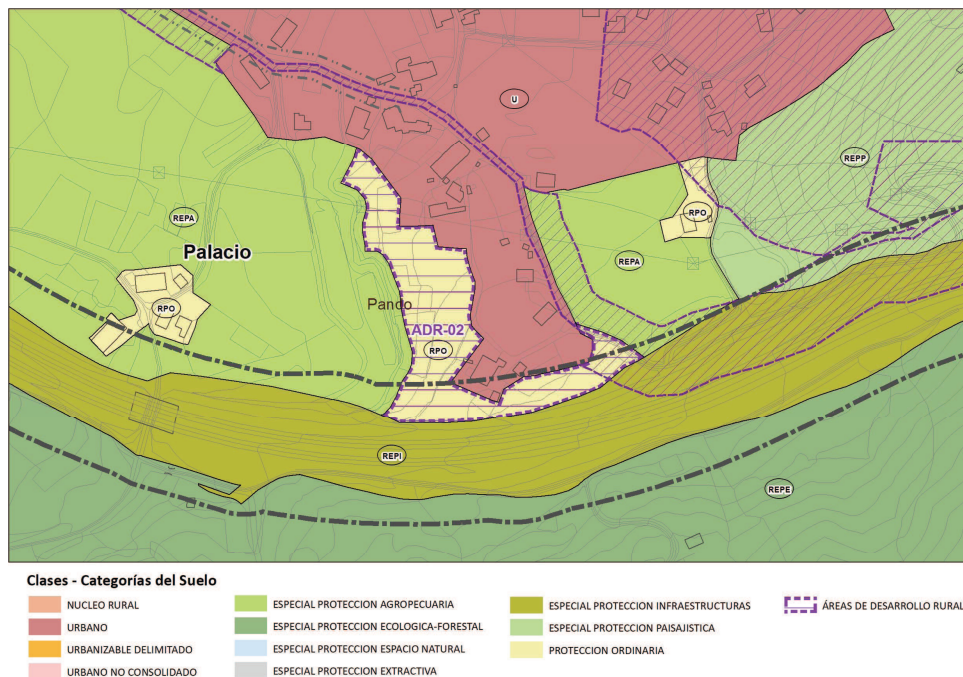 U
REPP
REPA
RPO
Palacio
REPA
Pando
RPO
ADR-02
RPO
REPI
REPE
Clases - Categorías del Suelo
NUCLEO RURAL
URBANO
URBANIZABLE DELIMITADO
URBANO NO CONSOLIDADO
ESPECIAL PROTECCION AGROPECUARIA
ESPECIAL PROTECCION ECOLOGICA-FORESTAL
ESPECIAL PROTECCION ESPACIO NATURAL
ESPECIAL PROTECCION EXTRACTIVA
ESPECIAL PROTECCION INFRAESTRUCTURAS
ESPECIAL PROTECCION PAISAJISTICA
PROTECCION ORDINARIA
ÁREAS DE DESARROLLO RURAL